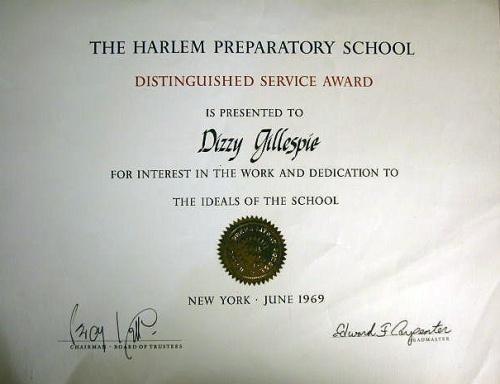 THE HARLEM PREPARATORY SCHOOL
DISTINGUISHED SERVICE AWARD
IS PRESENTED TO
Dizzy Gillespie
FOR INTEREST IN THE WORK AND DEDICATION TO
THE IDEALS OF THE SCHOOL
NEW YORK · JUNE 1969
CHAIRMAN · BOARD OF TRUSTEES
Edward F Carpenter
HEADMASTER